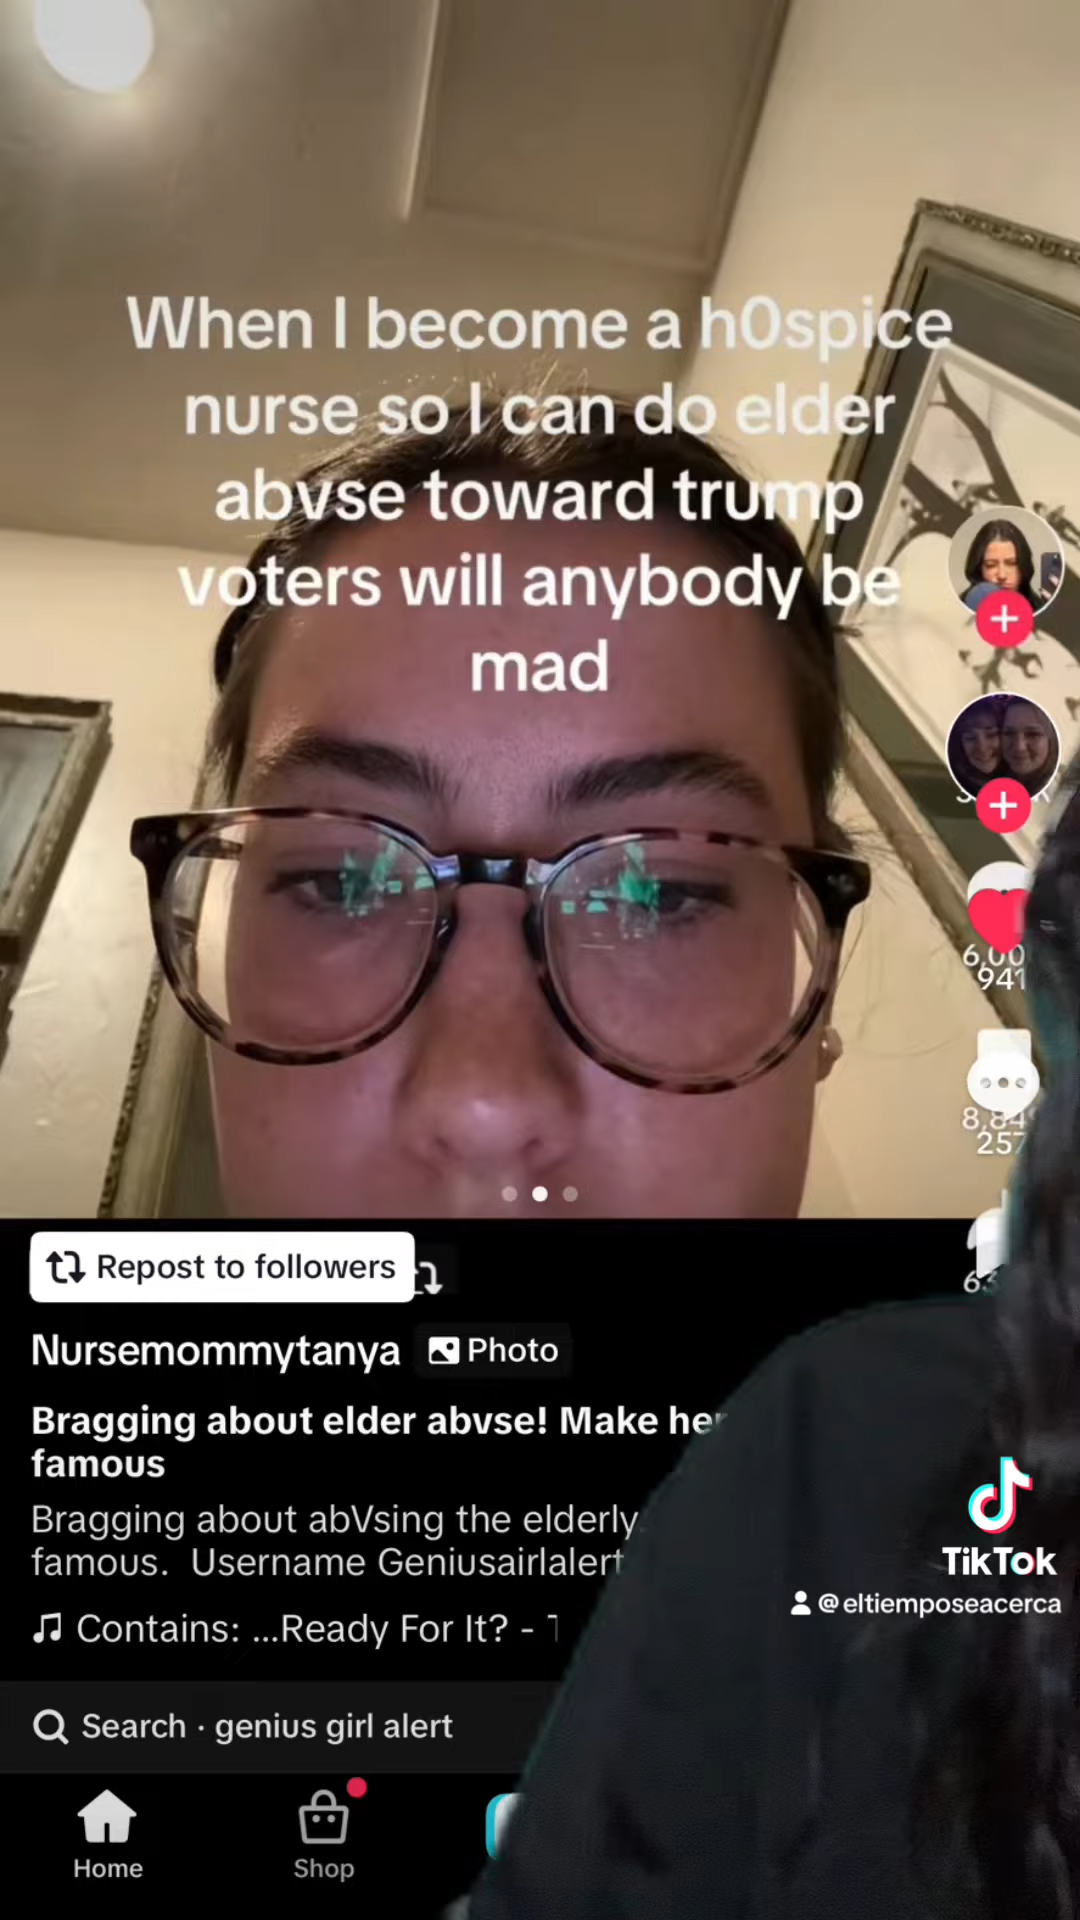 When I become a h0spice
nurse so I can do elder
abvse toward trump
voters will anybody be
mad
941
257
Repost to followers
Nursemommytanya
Photo
Bragging about elder abvse! Make her
famous
Bragging about abVsing the elderly.
famous. Username Geniusairlalert
Contains: ...Ready For It? -
TikTok
@eltiemposeacerca
Search · genius girl alert
Home
Shop